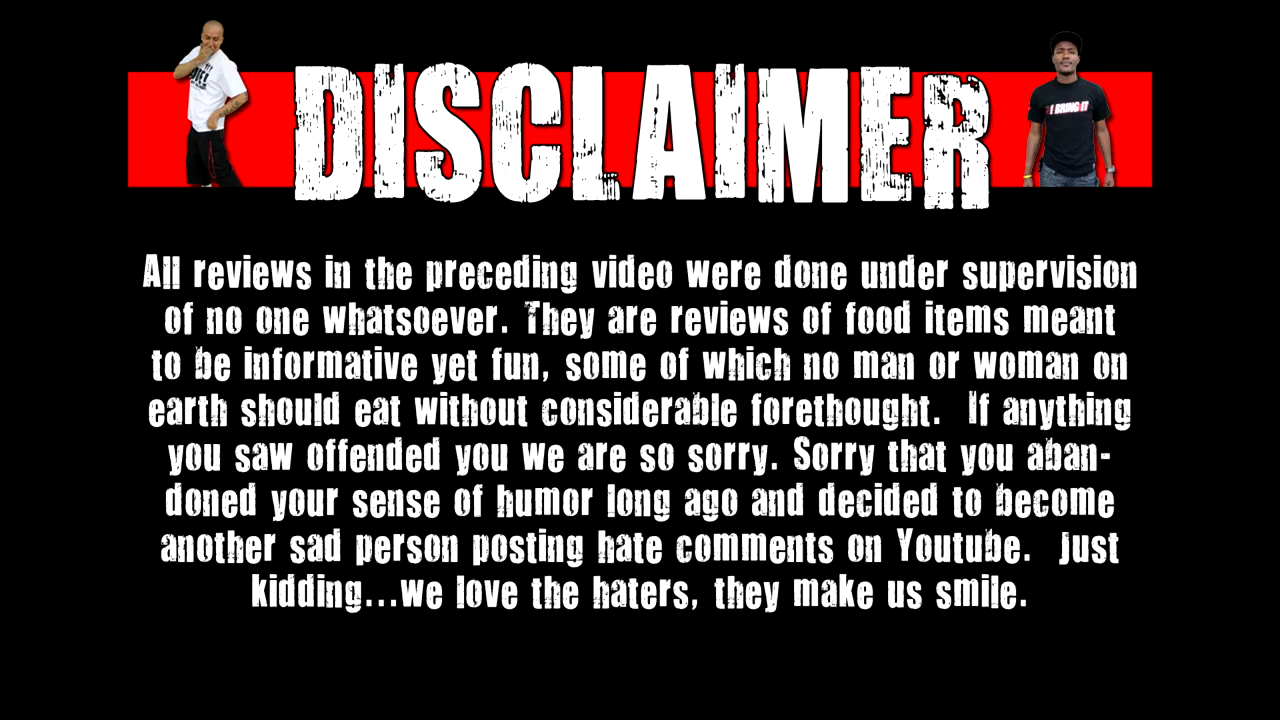 DISCLAIMER
I BRING IT
All reviews in the preceding video were done under supervision
of no one whatsoever. They are reviews of food items meant
to be informative yet fun, some of which no man or woman on
earth should eat without considerable forethought. If anything
you saw offended you we are so sorry. Sorry that you aban-
doned your sense of humor long ago and decided to become
another sad person posting hate comments on Youtube. Just
kidding...we love the haters, they make us smile.